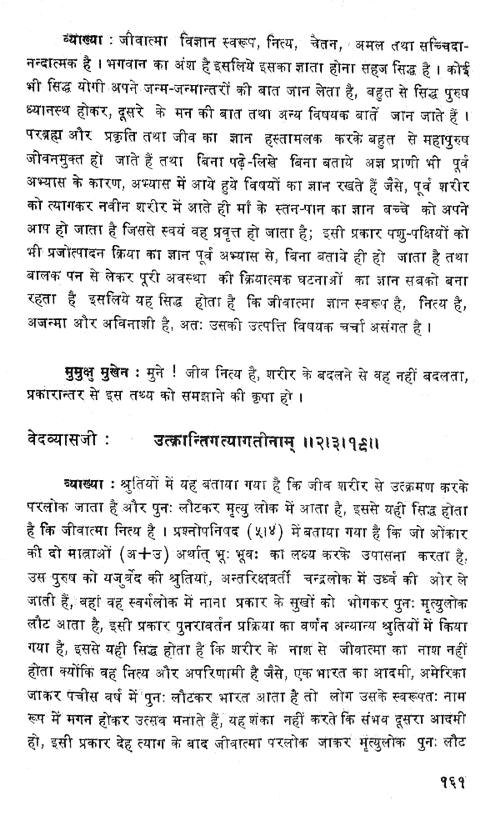 व्याख्या : जीवात्मा विज्ञान स्वरूप, नित्य, चेतन, अमल तथा सच्चिदा-
नन्दात्मक है । भगवान का अंश है इसलिये इसका ज्ञाता होना सहज सिद्ध है । कोई
भी सिद्ध योगी अपने जन्म-जन्मान्तरों की बात जान लेता है, बहुत से सिद्ध पुरुष
ध्यानस्थ होकर, दूसरे के मन की बात तथा अन्य विषयक बातें जान जाते हैं ।
परब्रह्म और प्रकृति तथा जीव का ज्ञान हस्तामलक करके बहुत से महापुरुष
जीवनमुक्त हो जाते हैं तथा बिना पढ़े-लिखे बिना बताये अज्ञ प्राणी भी पूर्व
अभ्यास के कारण, अभ्यास में आये हुये विषयों का ज्ञान रखते हैं जैसे, पूर्व शरीर
को त्यागकर नवीन शरीर में आते ही माँ के स्तन-पान का ज्ञान बच्चे को अपने
आप हो जाता है जिससे स्वयं वह प्रवृत्त हो जाता है; इसी प्रकार पशु-पक्षियों को
भी प्रजोत्पादन क्रिया का ज्ञान पूर्व अभ्यास से, बिना बताये ही हो जाता है तथा
बालक पन से लेकर पूरी अवस्था की क्रियात्मक घटनाओं का ज्ञान सबको बना
रहता है इसलिये यह सिद्ध होता है कि जीवात्मा ज्ञान स्वरूप है, नित्य है,
अजन्मा और अविनाशी है, अतः उसकी उत्पत्ति विषयक चर्चा असंगत है ।
मुमुक्षु मुखेन : मुने ! जीव नित्य है, शरीर के बदलने से वह नहीं बदलता,
प्रकारान्तर से इस तथ्य को समझाने की कृपा हो ।
वेदव्यासजी : उत्क्रान्तिगत्यागतीनाम् ॥२।३।१९॥
व्याख्या : श्रुतियों में यह बताया गया है कि जीव शरीर से उत्क्रमण करके
परलोक जाता है और पुनः लौटकर मृत्यु लोक में आता है, इससे यही सिद्ध होता
है कि जीवात्मा नित्य है । प्रश्नोपनिषद (५।४) में बताया गया है कि जो ओंकार
की दो मात्राओं (अ+उ) अर्थात् भूः भुवः का लक्ष्य करके उपासना करता है,
उस पुरुष को यजुर्वेद की श्रुतियां, अन्तरिक्षवर्ती चन्द्रलोक में उर्ध्व की ओर ले
जाती हैं, वहां वह स्वर्गलोक में नाना प्रकार के सुखों को भोगकर पुनः मृत्युलोक
लौट आता है, इसी प्रकार पुनरावर्तन प्रक्रिया का वर्णन अन्यान्य श्रुतियों में किया
गया है, इससे यही सिद्ध होता है कि शरीर के नाश से जीवात्मा का नाश नहीं
होता क्योंकि वह नित्य और अपरिणामी है जैसे, एक भारत का आदमी, अमेरिका
जाकर पचीस वर्ष में पुनः लौटकर भारत आता है तो लोग उसके स्वरूपतः नाम
रूप में मगन होकर उत्सव मनाते हैं, यह शंका नहीं करते कि संभव दूसरा आदमी
हो, इसी प्रकार देह त्याग के बाद जीवात्मा परलोक जाकर मृत्युलोक पुनः लौट
१६१